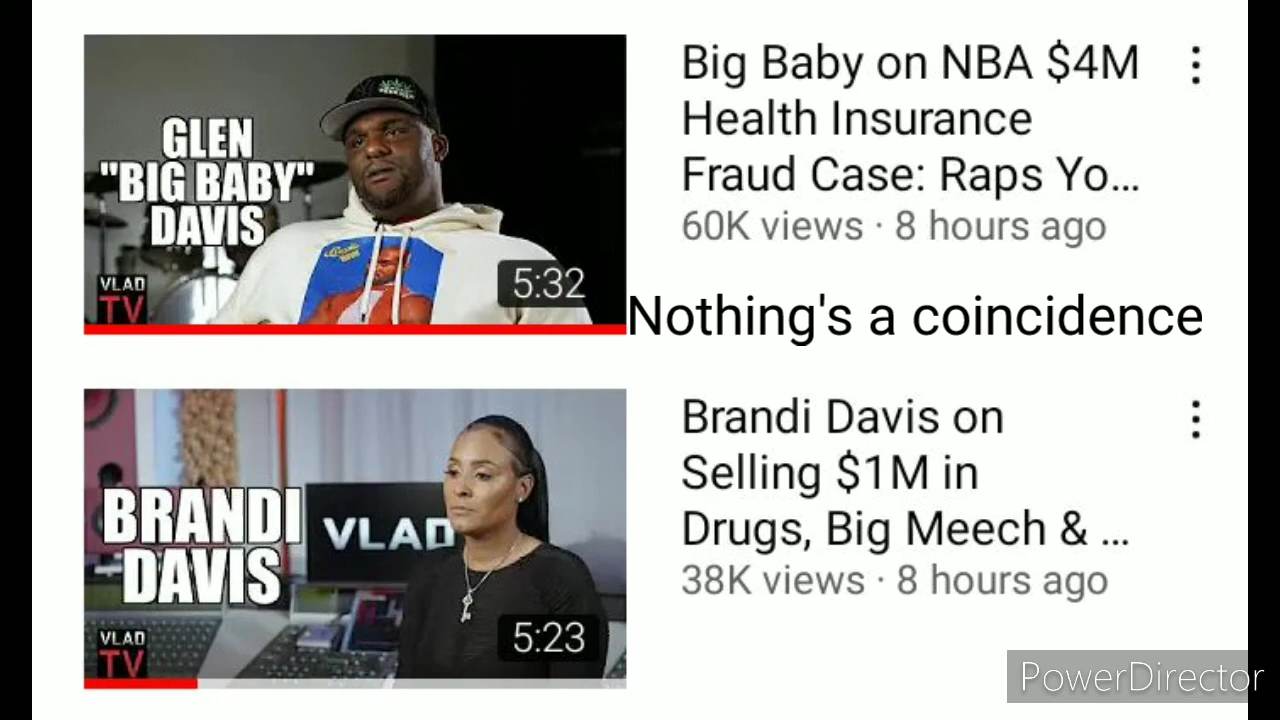 GLEN
"BIG BABY"
DAVIS
VLAD
TV
5:32
Big Baby on NBA $4M
Health Insurance
Fraud Case: Raps Yo...
60K views · 8 hours ago
Nothing's a coincidence
BRANDI
DAVIS
VLAD
VLAD
TV
5:23
Brandi Davis on
Selling $1M in
Drugs, Big Meech & ...
38K views · 8 hours ago
PowerDirector